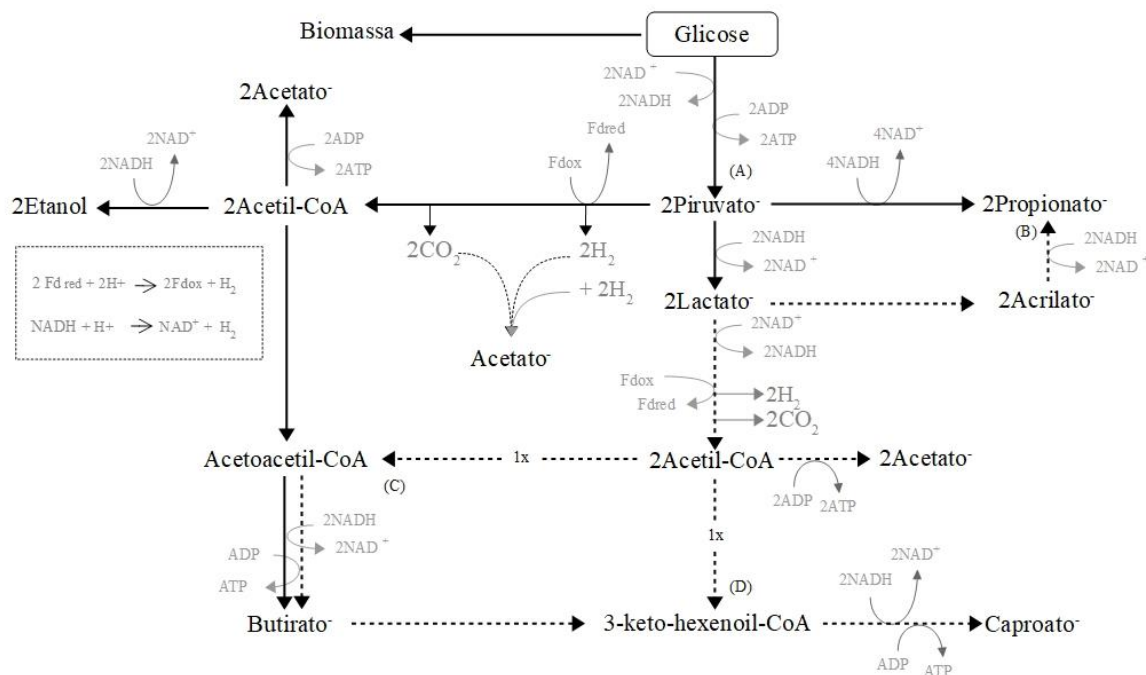 Biomassa
Glicose
2NAD⁺
2NADH
2Acetato⁻
2ADP
2ATP
2NAD⁺
2NADH
2ADP
2ATP
Fdred
Fdox
4NAD⁺
4NADH
(A)
2Etanol
2Acetil-CoA
2Piruvato⁻
2Propionato⁻
(B)
2CO₂
2H₂
2NADH
2NAD⁺
2NADH
2NAD⁺
+ 2H₂
2Lactato⁻
2Acrilato⁻
2 Fd red + 2H+ → 2Fdox + H₂
NADH + H+ → NAD⁺ + H₂
Acetato⁻
2NAD⁺
2NADH
Fdox
Fdred
2H₂
2CO₂
Acetoacetil-CoA
1x
2Acetil-CoA
2Acetato⁻
(C)
2ADP
2ATP
2NADH
2NAD⁺
ADP
ATP
1x
(D)
2NAD⁺
2NADH
Butirato⁻
3-keto-hexenoil-CoA
Caproato⁻
ADP
ATP